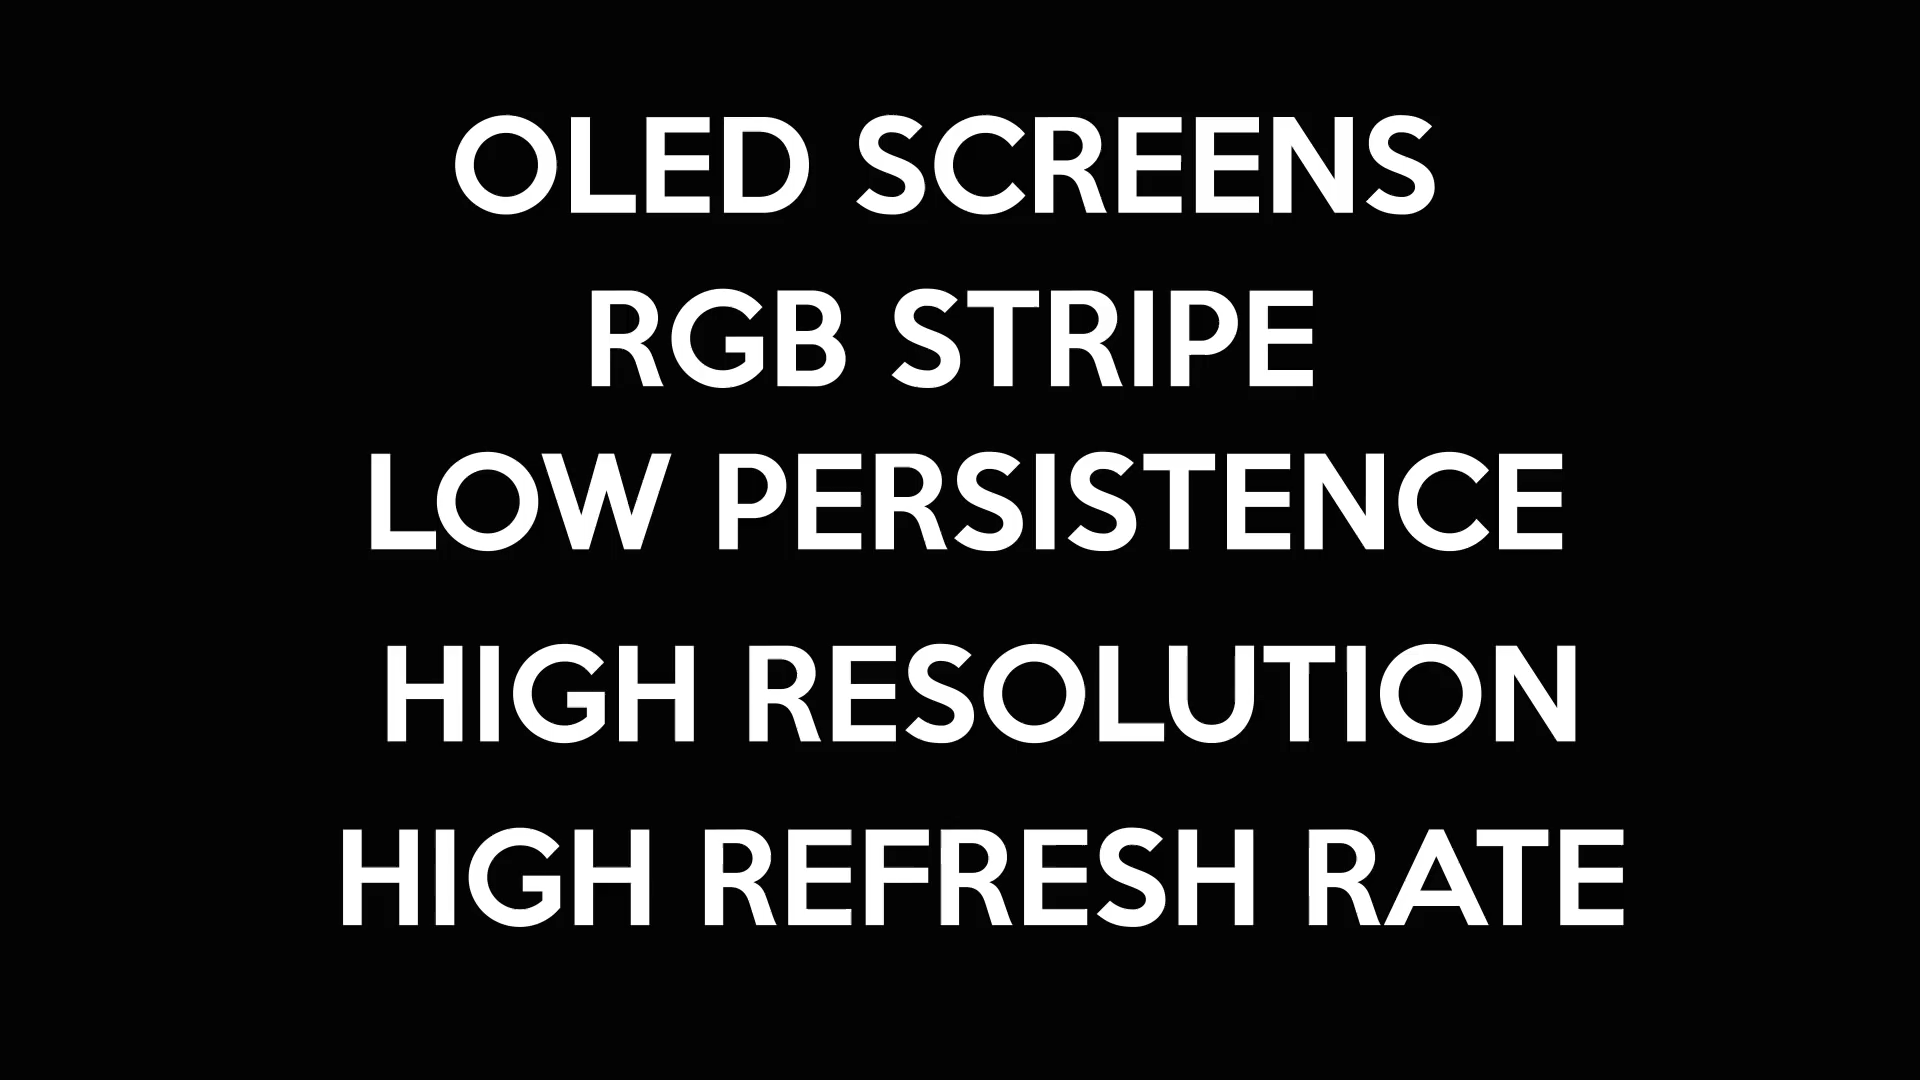 OLED SCREENS
RGB STRIPE
LOW PERSISTENCE
HIGH RESOLUTION
HIGH REFRESH RATE